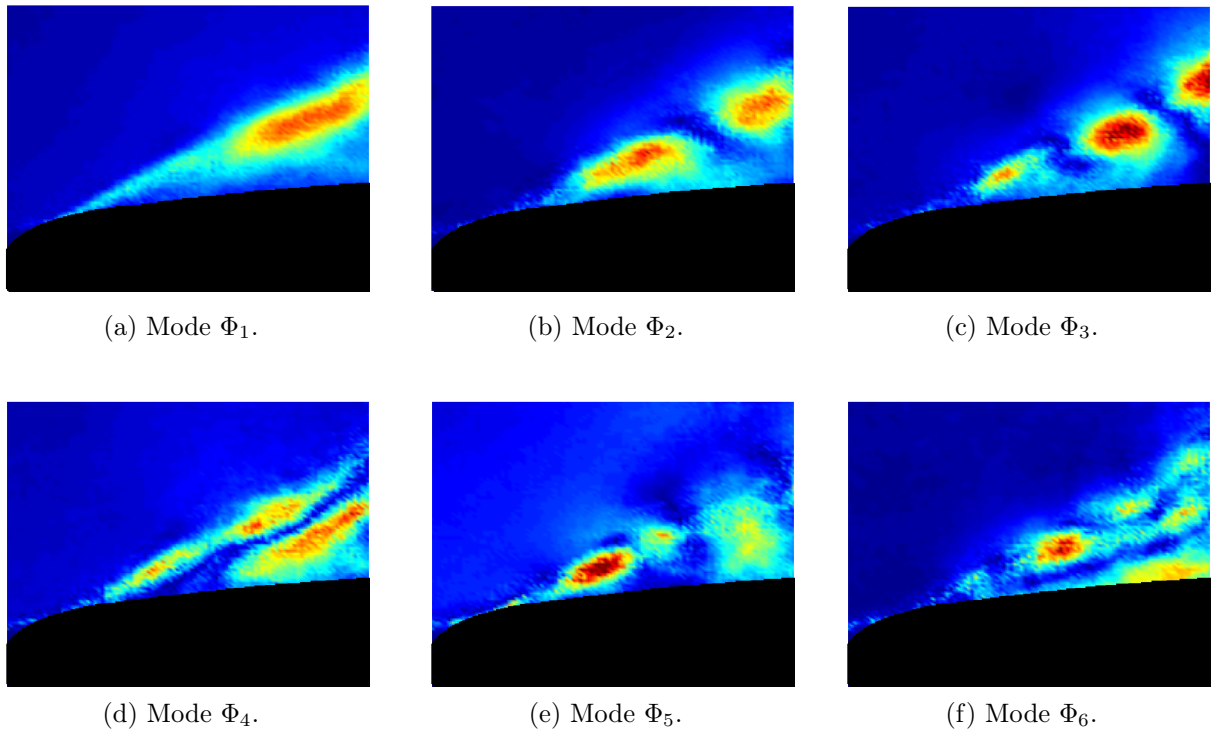 (a) Mode Φ₁.
(b) Mode Φ₂.
(c) Mode Φ₃.
(d) Mode Φ₄.
(e) Mode Φ₅.
(f) Mode Φ₆.